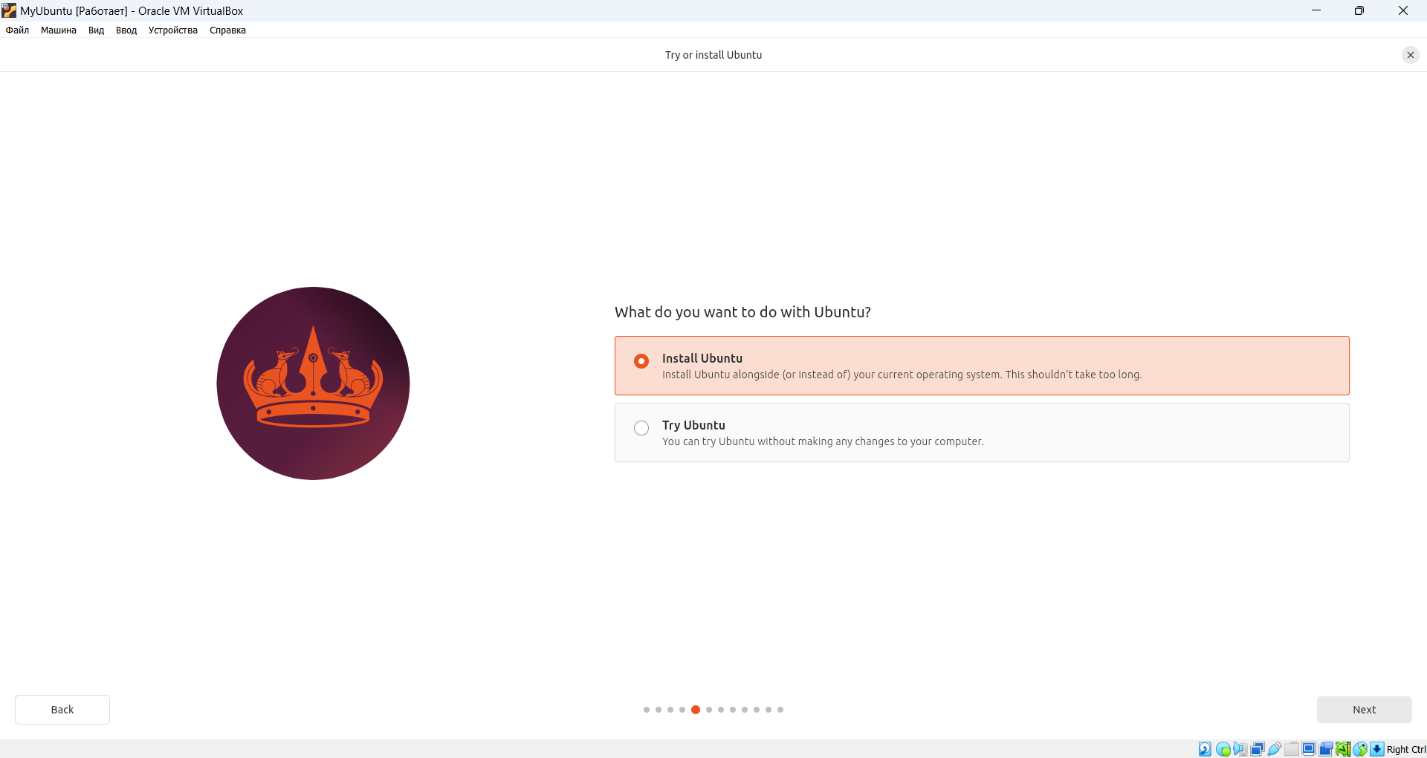 MyUbuntu [Работает] - Oracle VM VirtualBox
Файл Машина Вид Ввод Устройства Справка
Try or install Ubuntu
What do you want to do with Ubuntu?
Install Ubuntu
Install Ubuntu alongside (or instead of) your current operating system. This shouldn't take too long.
Try Ubuntu
You can try Ubuntu without making any changes to your computer.
Back
Next
Right Ctrl